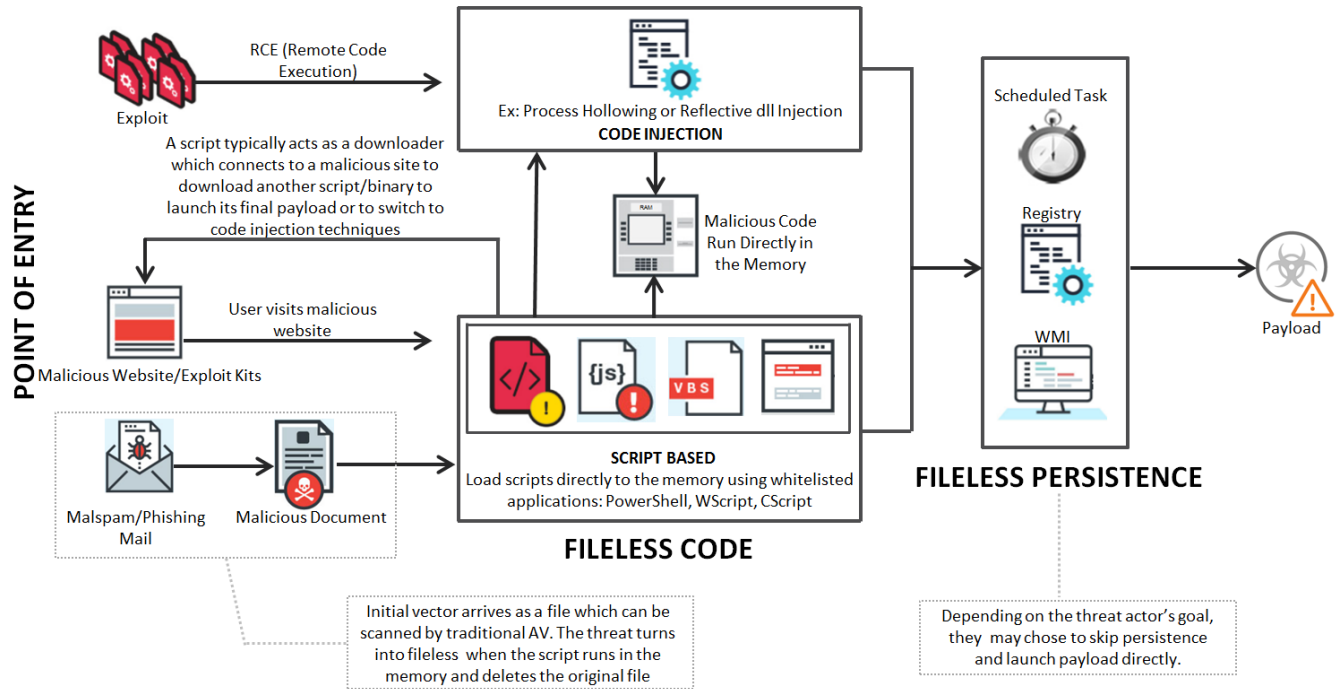 RCE (Remote Code
Execution)
Exploit
Ex: Process Hollowing or Reflective dll Injection
CODE INJECTION
A script typically acts as a downloader
which connects to a malicious site to
download another script/binary to
launch its final payload or to switch to
code injection techniques
POINT OF ENTRY
RAM
Malicious Code
Run Directly in
the Memory
User visits malicious
website
Malicious Website/Exploit Kits
</>
!
{js}
!
VBS
SCRIPT BASED
Load scripts directly to the memory using whitelisted
applications: PowerShell, WScript, CScript
Malspam/Phishing
Mail
Malicious Document
FILELESS CODE
Scheduled Task
Registry
WMI
FILELESS PERSISTENCE
!
Payload
Initial vector arrives as a file which can be
scanned by traditional AV. The threat turns
into fileless when the script runs in the
memory and deletes the original file
Depending on the threat actor's goal,
they may chose to skip persistence
and launch payload directly.